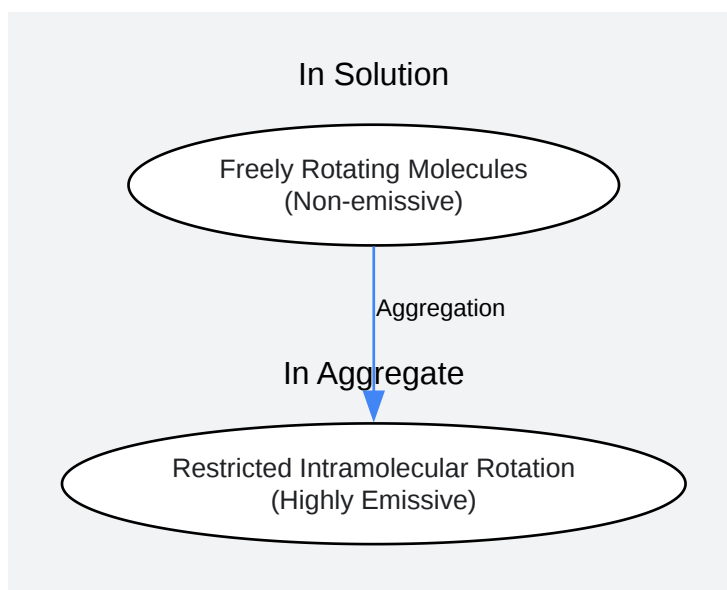 In Solution
Freely Rotating Molecules
(Non-emissive)
Aggregation
In Aggregate
Restricted Intramolecular Rotation
(Highly Emissive)